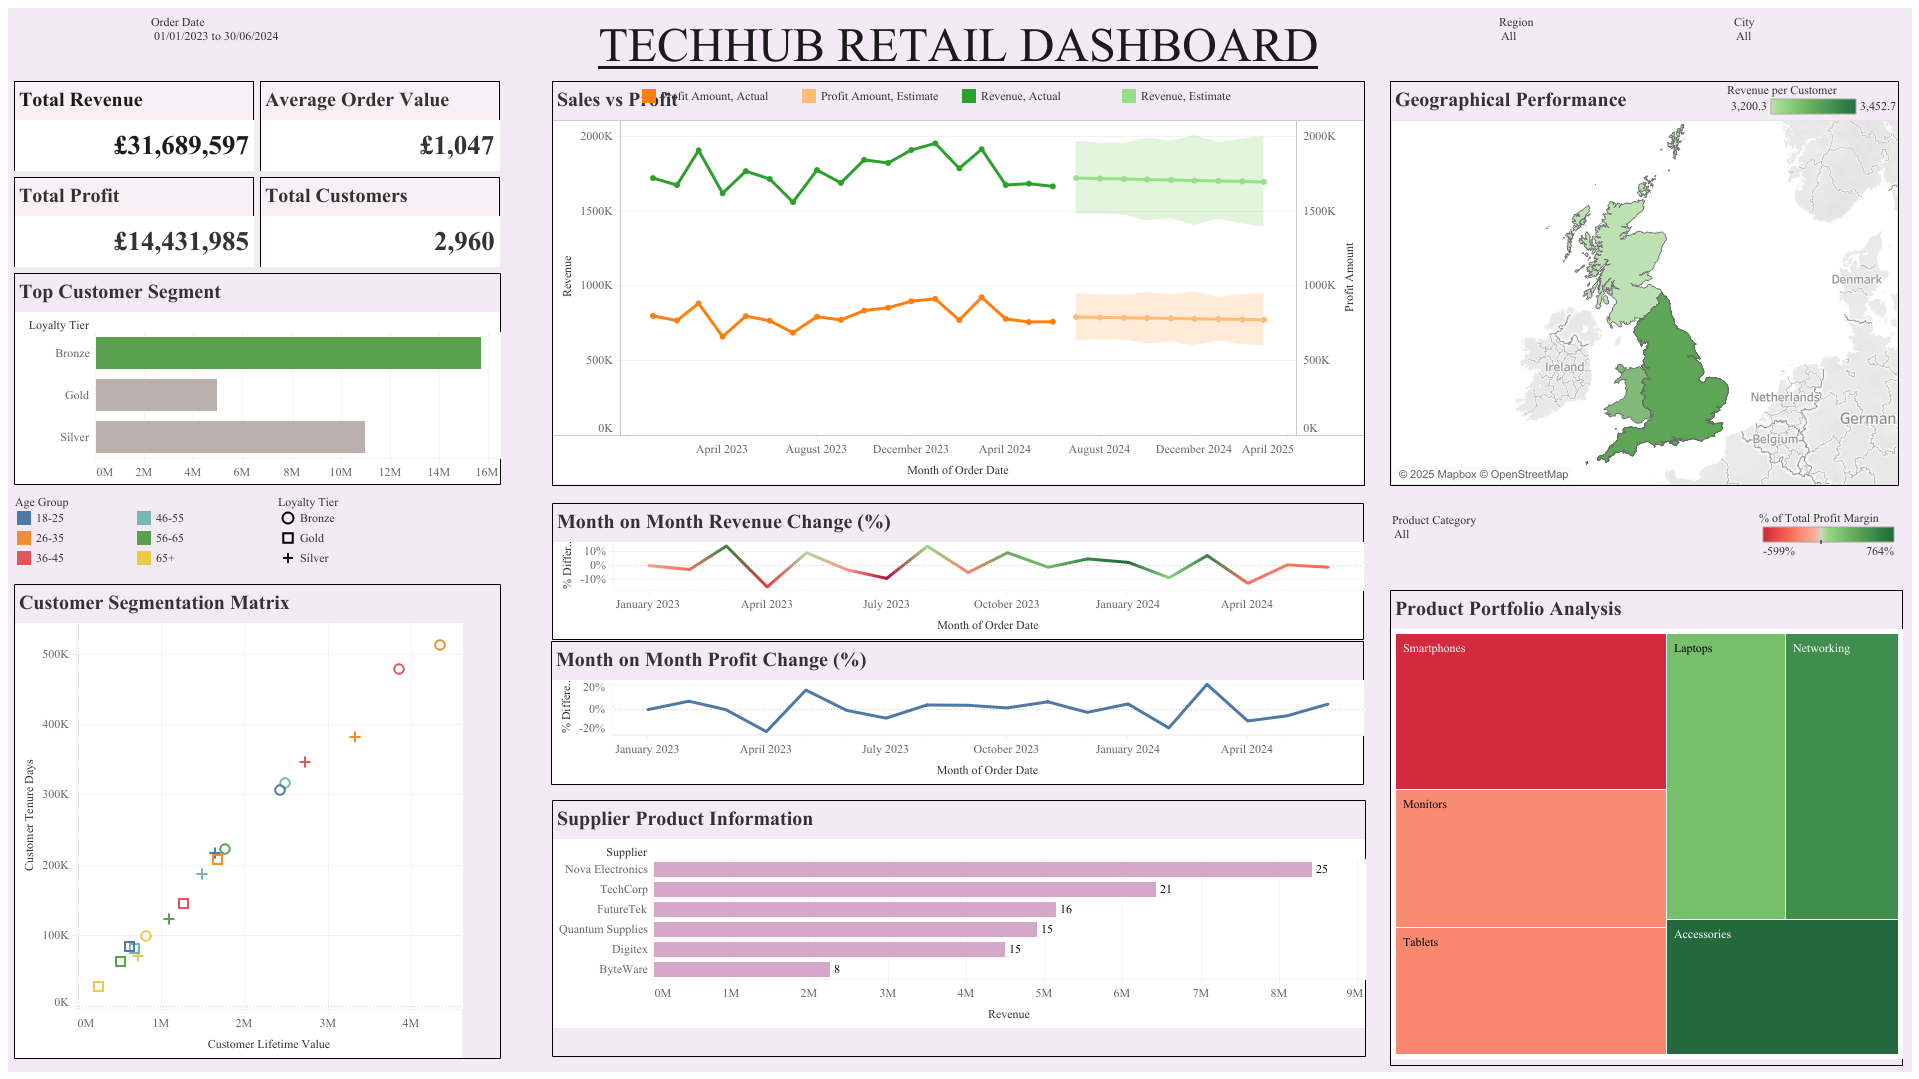 Order Date
01/01/2023 to 30/06/2024
TECHHUB RETAIL DASHBOARD
Region
All
City
All
Total Revenue
£31,689,597
Average Order Value
£1,047
Total Profit
£14,431,985
Total Customers
2,960
Top Customer Segment
Loyalty Tier
Bronze
Gold
Silver
0M 2M 4M 6M 8M 10M 12M 14M 16M
Age Group
18-25
26-35
36-45
46-55
56-65
65+
Loyalty Tier
Bronze
Gold
Silver
Customer Segmentation Matrix
Customer Tenure Days
500K
400K
300K
200K
100K
0K
0M 1M 2M 3M 4M
Customer Lifetime Value
Sales vs Profit
Profit Amount, Actual
Profit Amount, Estimate
Revenue, Actual
Revenue, Estimate
Revenue
2000K
1500K
1000K
500K
0K
2000K
1500K
1000K
500K
0K
Profit Amount
April 2023 August 2023 December 2023 April 2024 August 2024 December 2024 April 2025
Month of Order Date
Month on Month Revenue Change (%)
% Differ..
10%
0%
-10%
January 2023 April 2023 July 2023 October 2023 January 2024 April 2024
Month of Order Date
Month on Month Profit Change (%)
% Differe..
20%
0%
-20%
January 2023 April 2023 July 2023 October 2023 January 2024 April 2024
Month of Order Date
Supplier Product Information
Supplier
Nova Electronics 25
TechCorp 21
FutureTek 16
Quantum Supplies 15
Digitex 15
ByteWare 8
0M 1M 2M 3M 4M 5M 6M 7M 8M 9M
Revenue
Geographical Performance
Revenue per Customer
3,200.3 3,452.7
Denmark
Ireland
Netherlands
German
Belgium
© 2025 Mapbox © OpenStreetMap
Product Category
All
% of Total Profit Margin
-599% 764%
Product Portfolio Analysis
Smartphones
Laptops
Networking
Monitors
Tablets
Accessories